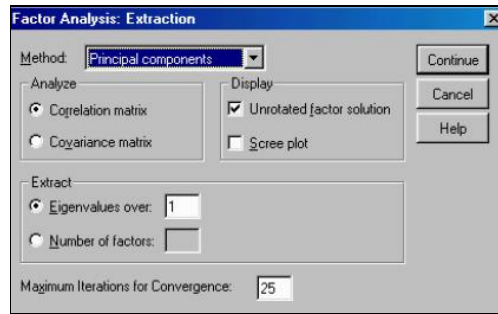 Factor Analysis: Extraction
Method: Principal components
Continue
Analyze
Display
Correlation matrix
Unrotated factor solution
Cancel
Covariance matrix
Scree plot
Help
Extract
Eigenvalues over: 1
Number of factors:
Maximum Iterations for Convergence: 25